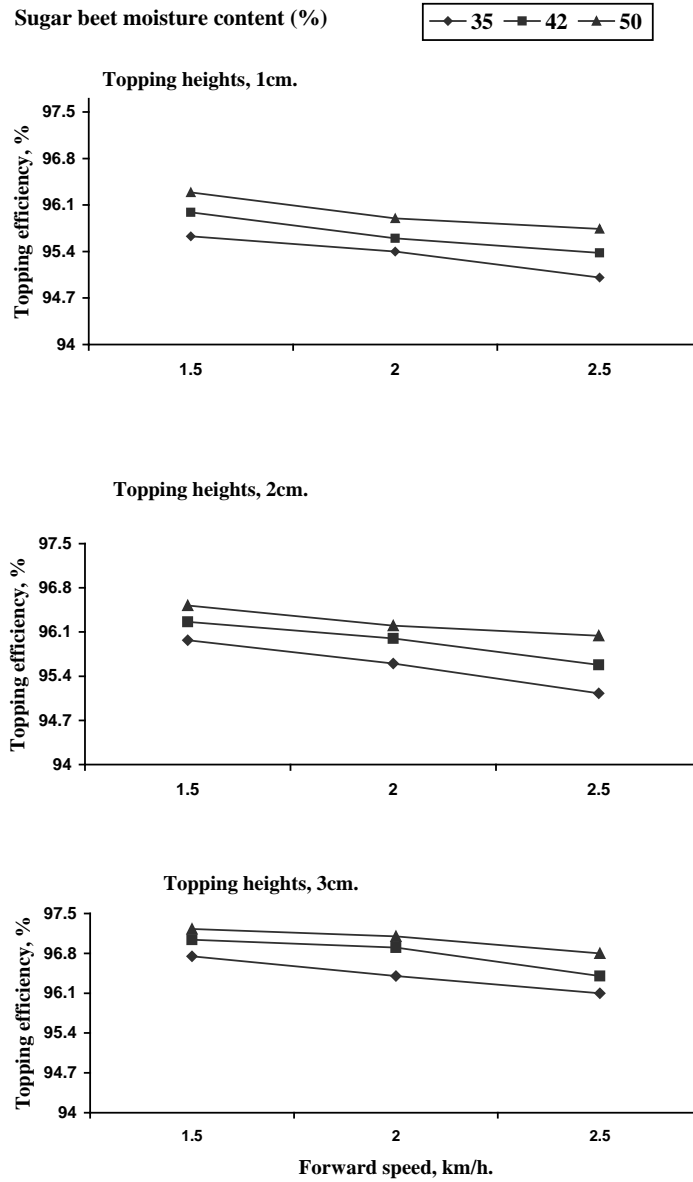 Sugar beet moisture content (%)
35 42 50
Topping heights, 1cm.
Topping efficiency, %
97.5
96.8
96.1
95.4
94.7
94
1.5 2 2.5
Topping heights, 2cm.
Topping efficiency, %
97.5
96.8
96.1
95.4
94.7
94
1.5 2 2.5
Topping heights, 3cm.
Topping efficiency, %
97.5
96.8
96.1
95.4
94.7
94
1.5 2 2.5
Forward speed, km/h.